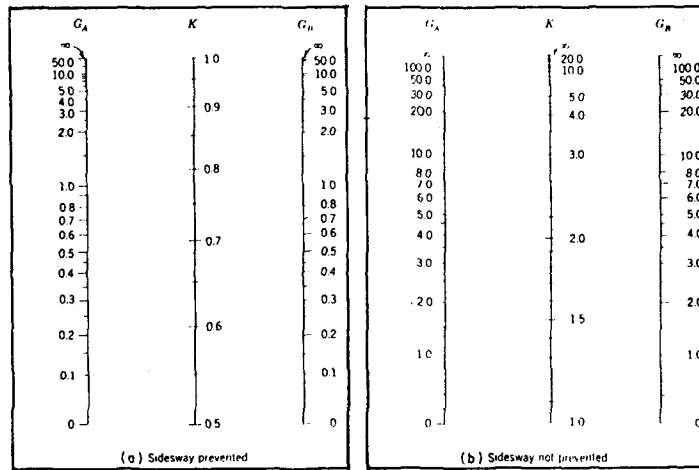 G_A K G_B
∞ ∞
50.0 1.0 50.0
10.0 10.0
5.0 0.9 5.0
4.0 4.0
3.0 3.0
2.0 2.0
0.8
1.0 1.0
0.8 0.8
0.7 0.7
0.6 0.7 0.6
0.5 0.5
0.4 0.4
0.3 0.3
0.2 0.6 0.2
0.1 0.1
0 0.5 0
(a) Sidesway prevented
G_A K G_B
20.0 ∞
100.0 10.0 100.0
50.0 50.0
30.0 5.0 30.0
20.0 4.0 20.0
10.0 3.0 10.0
8.0 8.0
7.0 7.0
6.0 6.0
5.0 5.0
4.0 2.0 4.0
3.0 3.0
2.0 1.5 2.0
1.0 1.0
0 1.0 0
(b) Sidesway not prevented